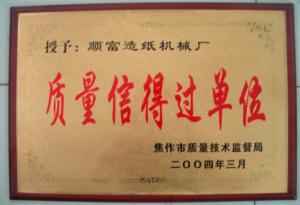 授予：顺富造纸机械厂
质量信得过单位
焦作市质量技术监督局
二〇〇四年三月